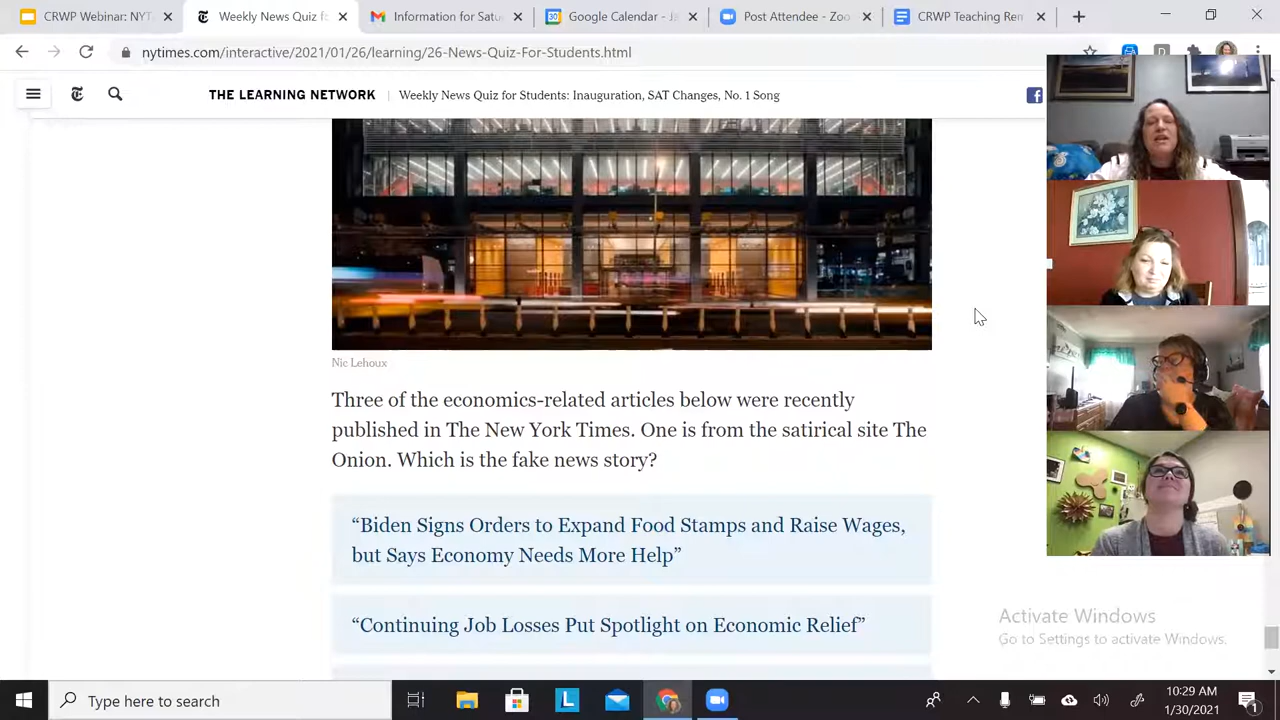 CRWP Webinar: NYT
Weekly News Quiz f
Information for Satu
Google Calendar - J
Post Attendee - Zoo
CRWP Teaching Ren
nytimes.com/interactive/2021/01/26/learning/26-News-Quiz-For-Students.html
THE LEARNING NETWORK
Weekly News Quiz for Students: Inauguration, SAT Changes, No. 1 Song
Nic Lehoux
Three of the economics-related articles below were recently
published in The New York Times. One is from the satirical site The
Onion. Which is the fake news story?
“Biden Signs Orders to Expand Food Stamps and Raise Wages,
but Says Economy Needs More Help”
“Continuing Job Losses Put Spotlight on Economic Relief”
Activate Windows
Go to Settings to activate Windows.
Type here to search
10:29 AM
1/30/2021